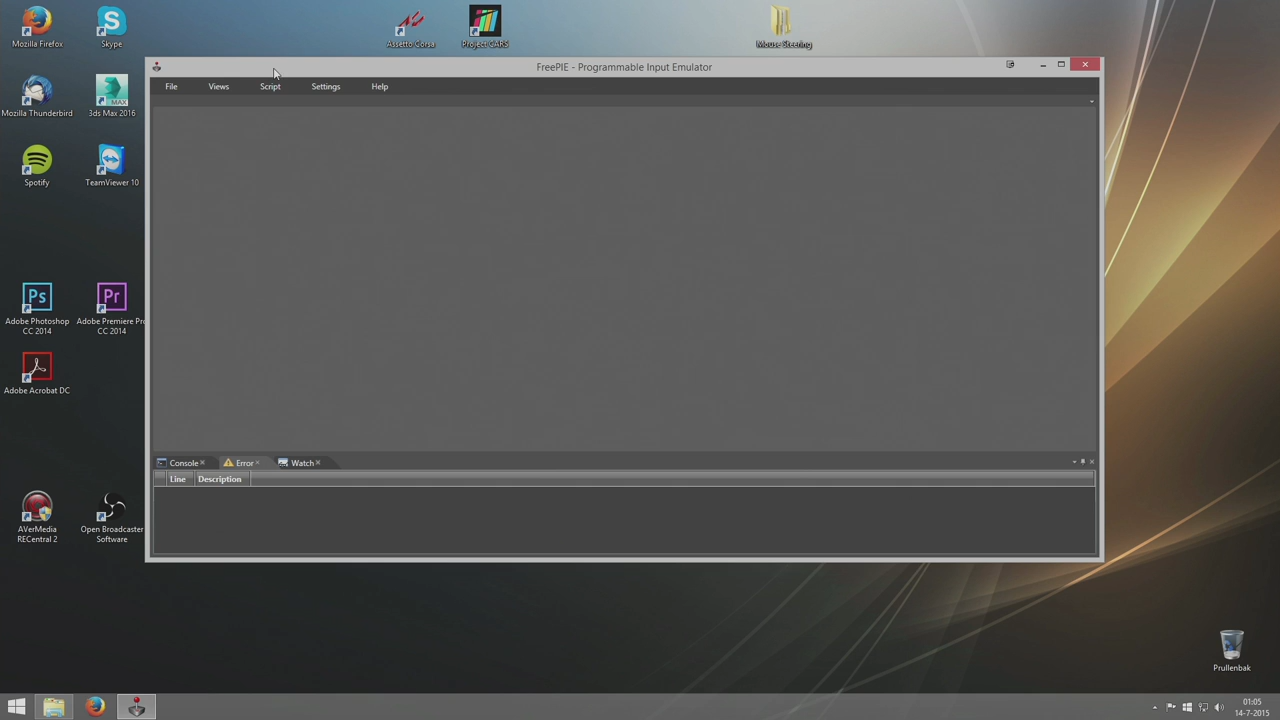 Mozilla Firefox
Skype
Assetto Corsa
Project CARS
Mouse Steering
FreePIE - Programmable Input Emulator
File
Views
Script
Settings
Help
Mozilla Thunderbird
3ds Max 2016
Spotify
TeamViewer 10
Adobe Photoshop
CC 2014
Adobe Premiere Pro
CC 2014
Adobe Acrobat DC
Console
Error
Watch
Line
Description
AVerMedia
RECentral 2
Open Broadcaster
Software
Prullenbak
01:05
14-7-2015